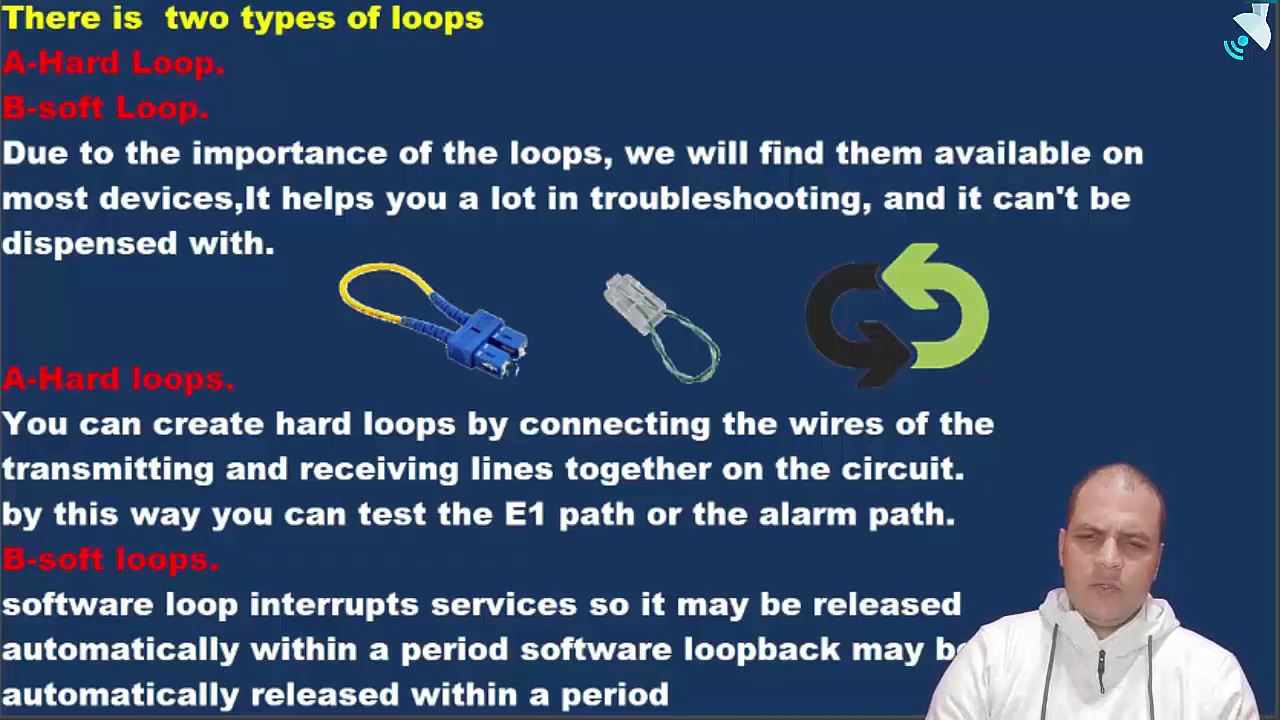 There is  two types of loops
A-Hard Loop.
B-soft Loop.
Due to the importance of the loops, we will find them available on
most devices,It helps you a lot in troubleshooting, and it can't be
dispensed with.
A-Hard loops.
You can create hard loops by connecting the wires of the
transmitting and receiving lines together on the circuit.
by this way you can test the E1 path or the alarm path.
B-soft loops.
software loop interrupts services so it may be released
automatically within a period software loopback may be
automatically released within a period